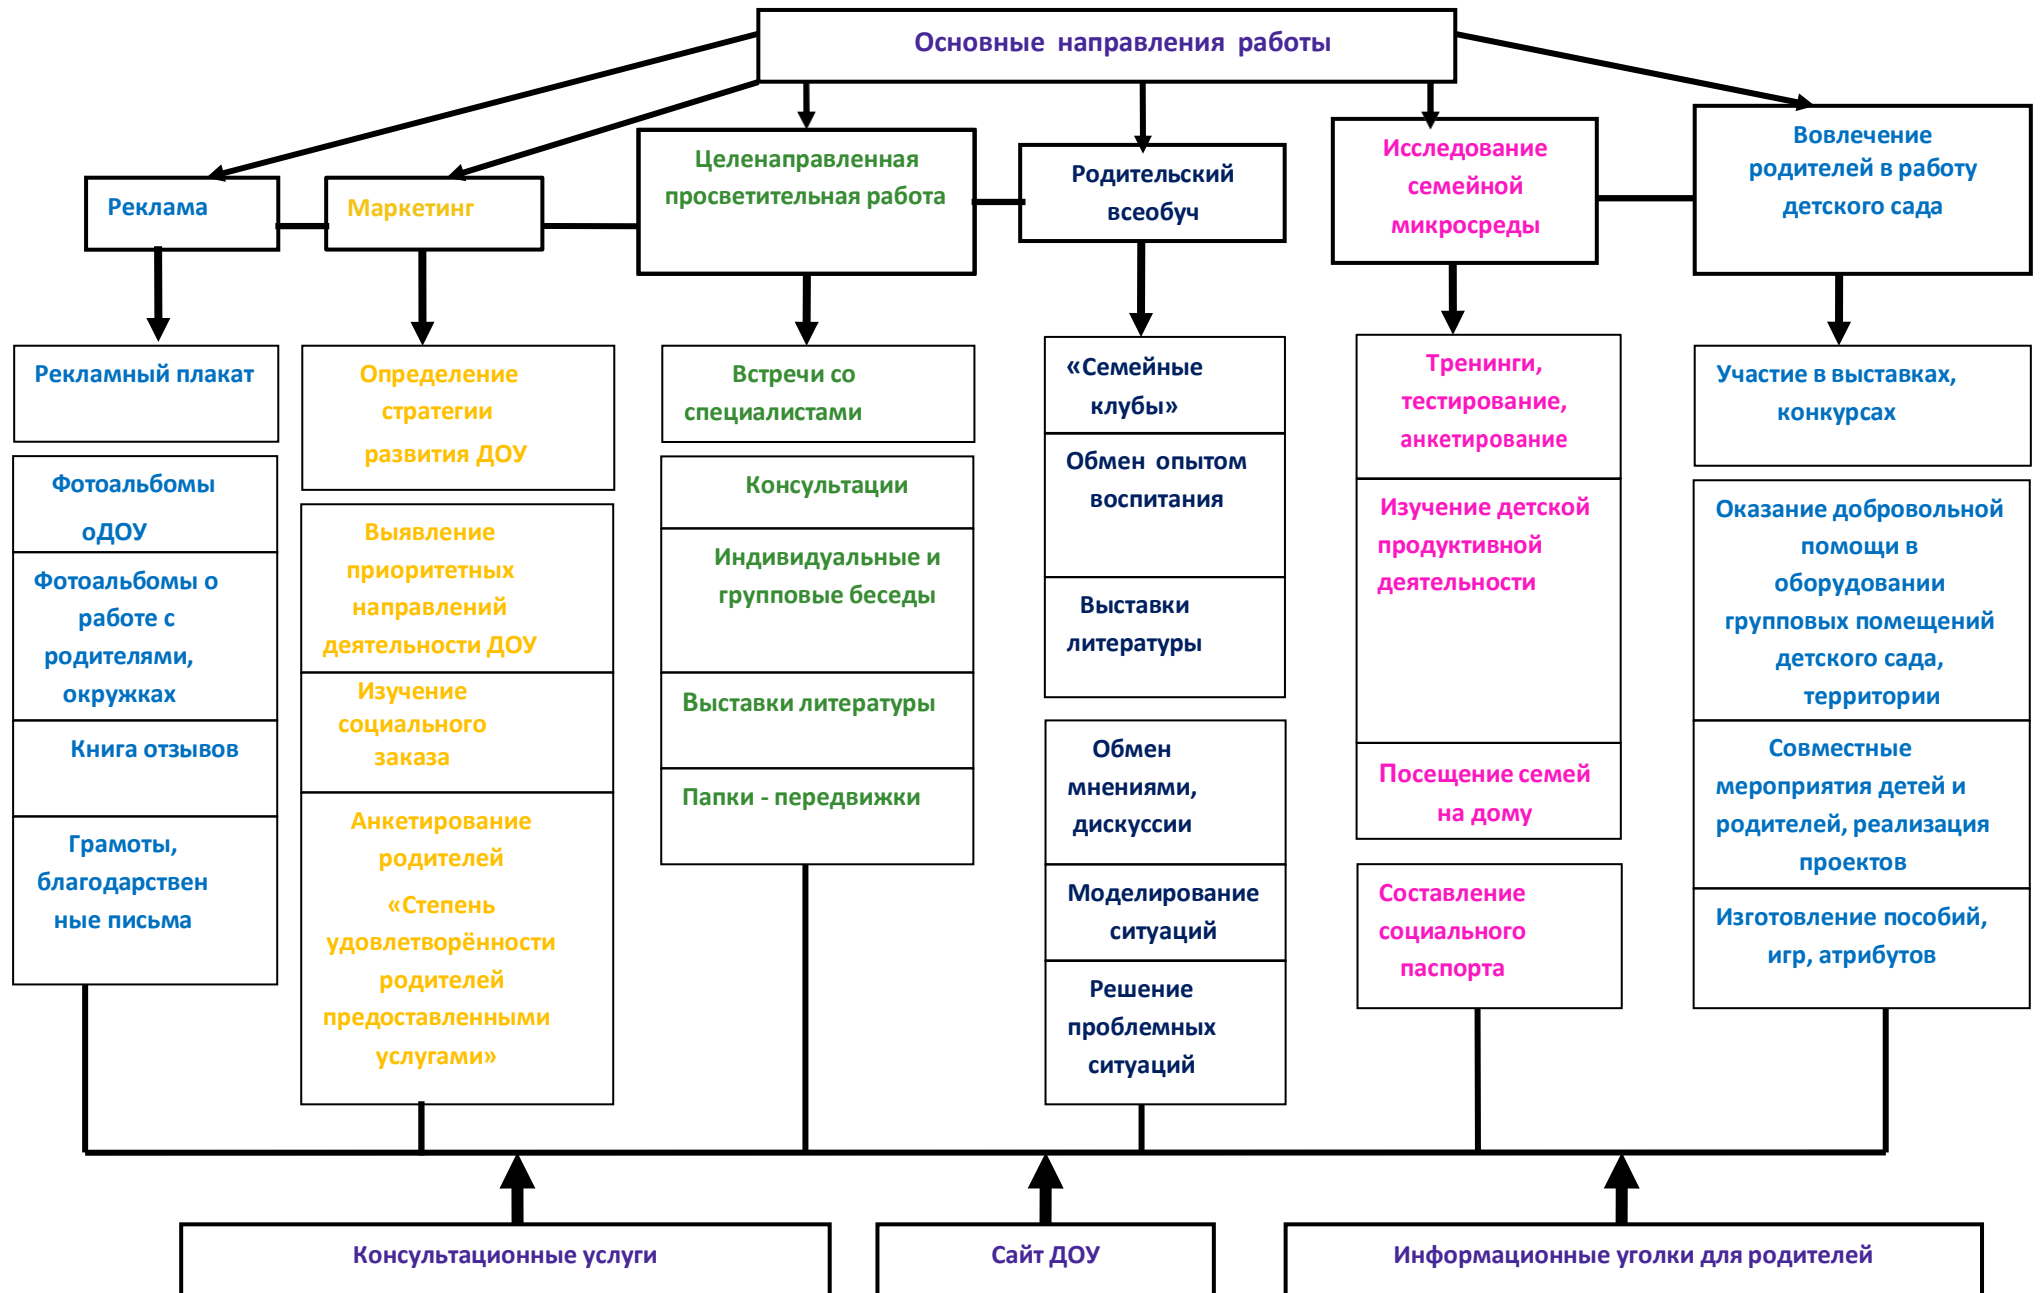 Основные направления работы
Реклама
Маркетинг
Целенаправленная
просветительная работа
Родительский
всеобуч
Исследование
семейной
микросреды
Вовлечение
родителей в работу
детского сада
Рекламный плакат
Фотоальбомы
оДОУ
Фотоальбомы о
работе с
родителями,
окружках
Книга отзывов
Грамоты,
благодарствен
ные письма
Определение
стратегии
развития ДОУ
Выявление
приоритетных
направлений
деятельности ДОУ
Изучение
социального
заказа
Анкетирование
родителей
«Степень
удовлетворённости
родителей
предоставленными
услугами»
Встречи со
специалистами
Консультации
Индивидуальные и
групповые беседы
Выставки литературы
Папки - передвижки
«Семейные
клубы»
Обмен опытом
воспитания
Выставки
литературы
Обмен
мнениями,
дискуссии
Моделирование
ситуаций
Решение
проблемных
ситуаций
Тренинги,
тестирование,
анкетирование
Изучение детской
продуктивной
деятельности
Посещение семей
на дому
Составление
социального
паспорта
Участие в выставках,
конкурсах
Оказание добровольной
помощи в
оборудовании
групповых помещений
детского сада,
территории
Совместные
мероприятия детей и
родителей, реализация
проектов
Изготовление пособий,
игр, атрибутов
Консультационные услуги
Сайт ДОУ
Информационные уголки для родителей